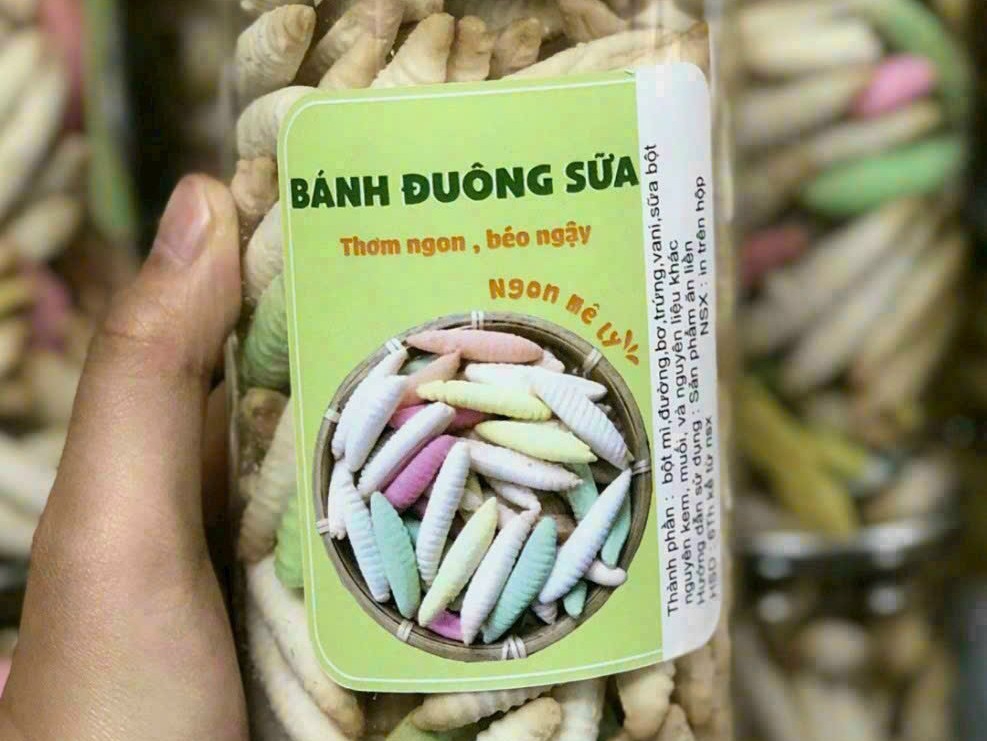 BÁNH ĐUÔNG SỮA
Thơm ngon , béo ngậy
Ngon mê ly
Thành phần : bột mì,đường,bơ,trứng,vani,sữa bột
nguyên kem, muối, và nguyên liệu khác
Hướng dẫn sử dụng : Sản phẩm ăn liền
HSD : 6Th kể từ nsx NSX : in trên hộp